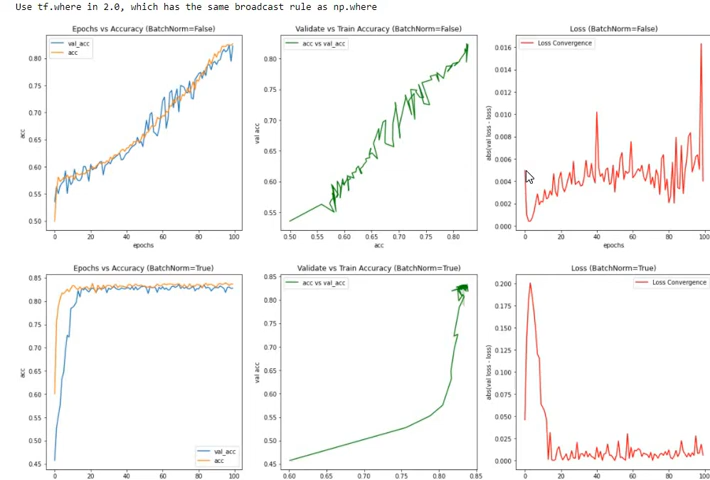 Use tf.where in 2.0, which has the same broadcast rule as np.where
Epochs vs Accuracy (BatchNorm=False)
val_acc
acc
0.80
0.75
0.70
0.65
0.60
0.55
0.50
acc
0 20 40 60 80 100
epochs
Validate vs Train Accuracy (BatchNorm=False)
acc vs val_acc
0.80
0.75
0.70
0.65
0.60
0.55
val acc
0.50 0.55 0.60 0.65 0.70 0.75 0.80
acc
Loss (BatchNorm=False)
Loss Convergence
0.016
0.014
0.012
0.010
0.008
0.006
0.004
0.002
0.000
abs(val loss - loss)
0 20 40 60 80 100
epochs
Epochs vs Accuracy (BatchNorm=True)
0.85
0.80
0.75
0.70
0.65
0.60
0.55
0.50
0.45
acc
val_acc
acc
0 20 40 60 80 100
Validate vs Train Accuracy (BatchNorm=True)
acc vs val_acc
0.85
0.80
0.75
0.70
0.65
0.60
0.55
0.50
0.45
val acc
0.60 0.65 0.70 0.75 0.80 0.85
Loss (BatchNorm=True)
Loss Convergence
0.200
0.175
0.150
0.125
0.100
0.075
0.050
0.025
0.000
abs(val loss - loss)
0 20 40 60 80 100